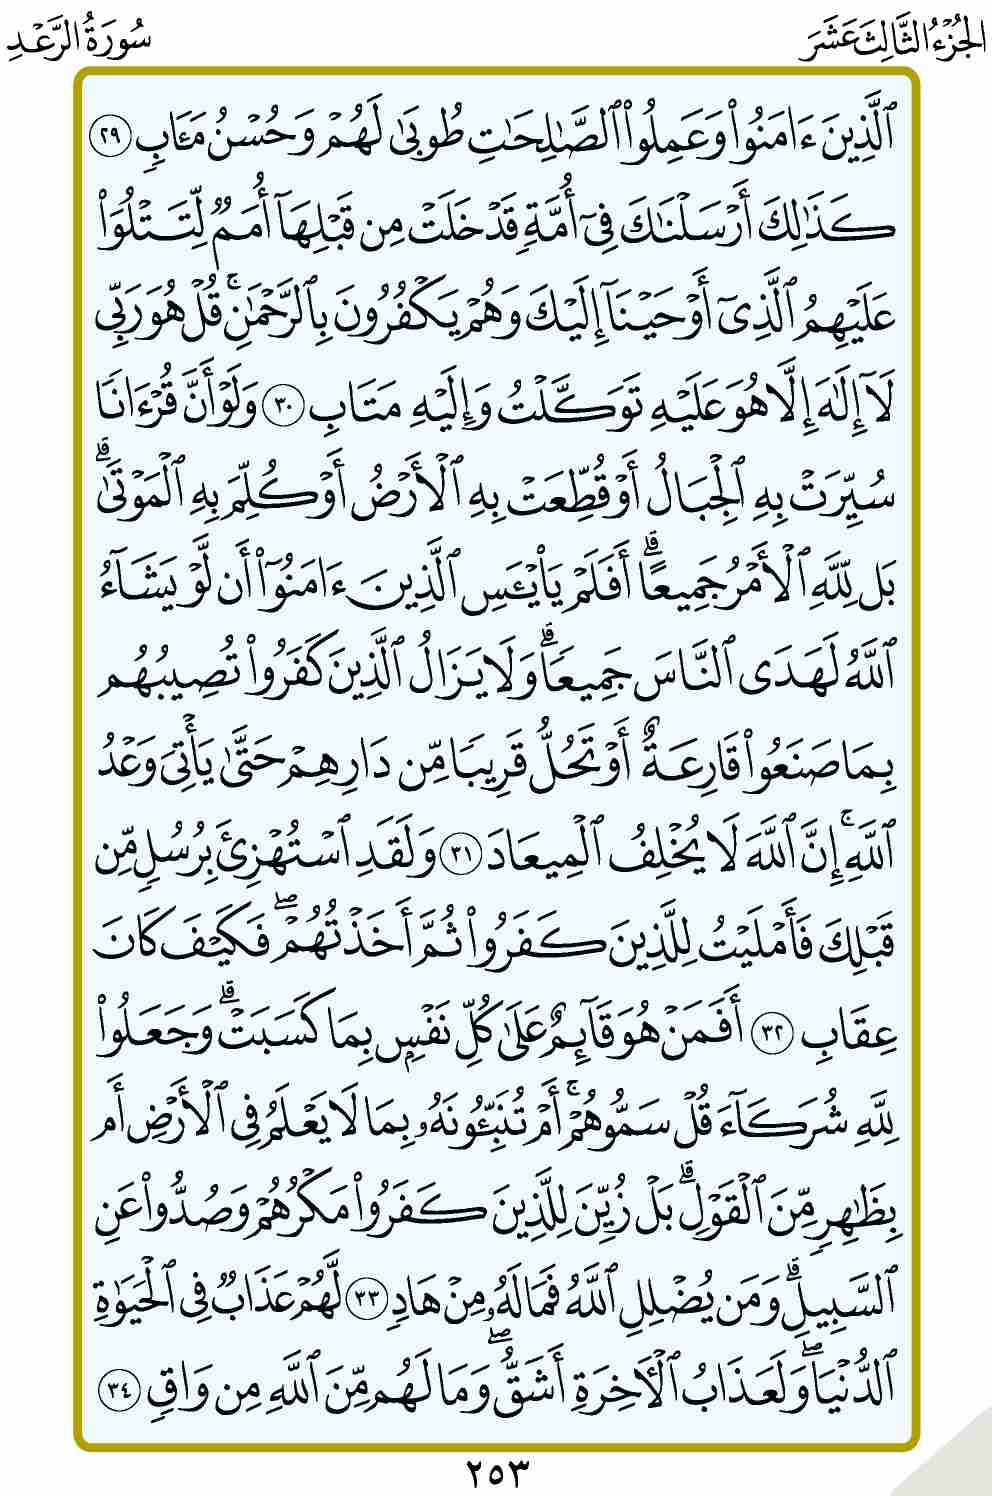 الجُزْءُ الثَّالِثَ عَشَرَ
سُورَةُ الرَّعْدِ
ٱلَّذِينَ ءَامَنُوا۟ وَعَمِلُوا۟ ٱلصَّـٰلِحَـٰتِ طُوبَىٰ لَهُمْ وَحُسْنُ مَـَٔابٍ ٢٩
كَذَٰلِكَ أَرْسَلْنَـٰكَ فِىٓ أُمَّةٍ قَدْ خَلَتْ مِن قَبْلِهَآ أُمَمٌ لِّتَتْلُوَا۟
عَلَيْهِمُ ٱلَّذِىٓ أَوْحَيْنَآ إِلَيْكَ وَهُمْ يَكْفُرُونَ بِٱلرَّحْمَـٰنِ ۚ قُلْ هُوَ رَبِّى
لَآ إِلَـٰهَ إِلَّا هُوَ عَلَيْهِ تَوَكَّلْتُ وَإِلَيْهِ مَتَابِ ٣٠ وَلَوْ أَنَّ قُرْءَانًا
سُيِّرَتْ بِهِ ٱلْجِبَالُ أَوْ قُطِّعَتْ بِهِ ٱلْأَرْضُ أَوْ كُلِّمَ بِهِ ٱلْمَوْتَىٰ ۗ
بَل لِّلَّهِ ٱلْأَمْرُ جَمِيعًا ۗ أَفَلَمْ يَا۟يْـَٔسِ ٱلَّذِينَ ءَامَنُوٓا۟ أَن لَّوْ يَشَآءُ
ٱللَّهُ لَهَدَى ٱلنَّاسَ جَمِيعًا ۗ وَلَا يَزَالُ ٱلَّذِينَ كَفَرُوا۟ تُصِيبُهُم
بِمَا صَنَعُوا۟ قَارِعَةٌ أَوْ تَحُلُّ قَرِيبًا مِّن دَارِهِمْ حَتَّىٰ يَأْتِىَ وَعْدُ
ٱللَّهِ ۚ إِنَّ ٱللَّهَ لَا يُخْلِفُ ٱلْمِيعَادَ ٣١ وَلَقَدِ ٱسْتُهْزِئَ بِرُسُلٍ مِّن
قَبْلِكَ فَأَمْلَيْتُ لِلَّذِينَ كَفَرُوا۟ ثُمَّ أَخَذْتُهُمْ ۖ فَكَيْفَ كَانَ
عِقَابِ ٣٢ أَفَمَنْ هُوَ قَآئِمٌ عَلَىٰ كُلِّ نَفْسٍۭ بِمَا كَسَبَتْ ۗ وَجَعَلُوا۟
لِلَّهِ شُرَكَآءَ قُلْ سَمُّوهُمْ ۚ أَمْ تُنَبِّـُٔونَهُۥ بِمَا لَا يَعْلَمُ فِى ٱلْأَرْضِ أَم
بِظَـٰهِرٍ مِّنَ ٱلْقَوْلِ ۗ بَلْ زُيِّنَ لِلَّذِينَ كَفَرُوا۟ مَكْرُهُمْ وَصُدُّوا۟ عَنِ
ٱلسَّبِيلِ ۗ وَمَن يُضْلِلِ ٱللَّهُ فَمَا لَهُۥ مِنْ هَادٍ ٣٣ لَّهُمْ عَذَابٌ فِى ٱلْحَيَوٰةِ
ٱلدُّنْيَا ۖ وَلَعَذَابُ ٱلْـَٔاخِرَةِ أَشَقُّ ۖ وَمَا لَهُم مِّنَ ٱللَّهِ مِن وَاقٍ ٣٤
٢٥٣